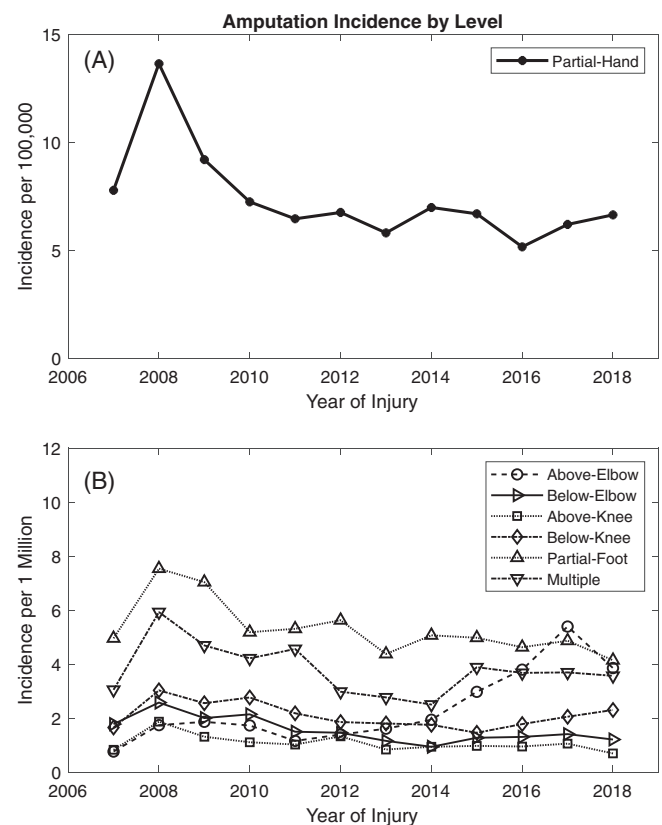 Amputation Incidence by Level
15
(A)
Partial-Hand
10
Incidence per 100,000
5
0
2006 2008 2010 2012 2014 2016 2018
Year of Injury
12
(B)
Above-Elbow
Below-Elbow
Above-Knee
Below-Knee
Partial-Foot
Multiple
10
8
6
Incidence per 1 Million
4
2
0
2006 2008 2010 2012 2014 2016 2018
Year of Injury